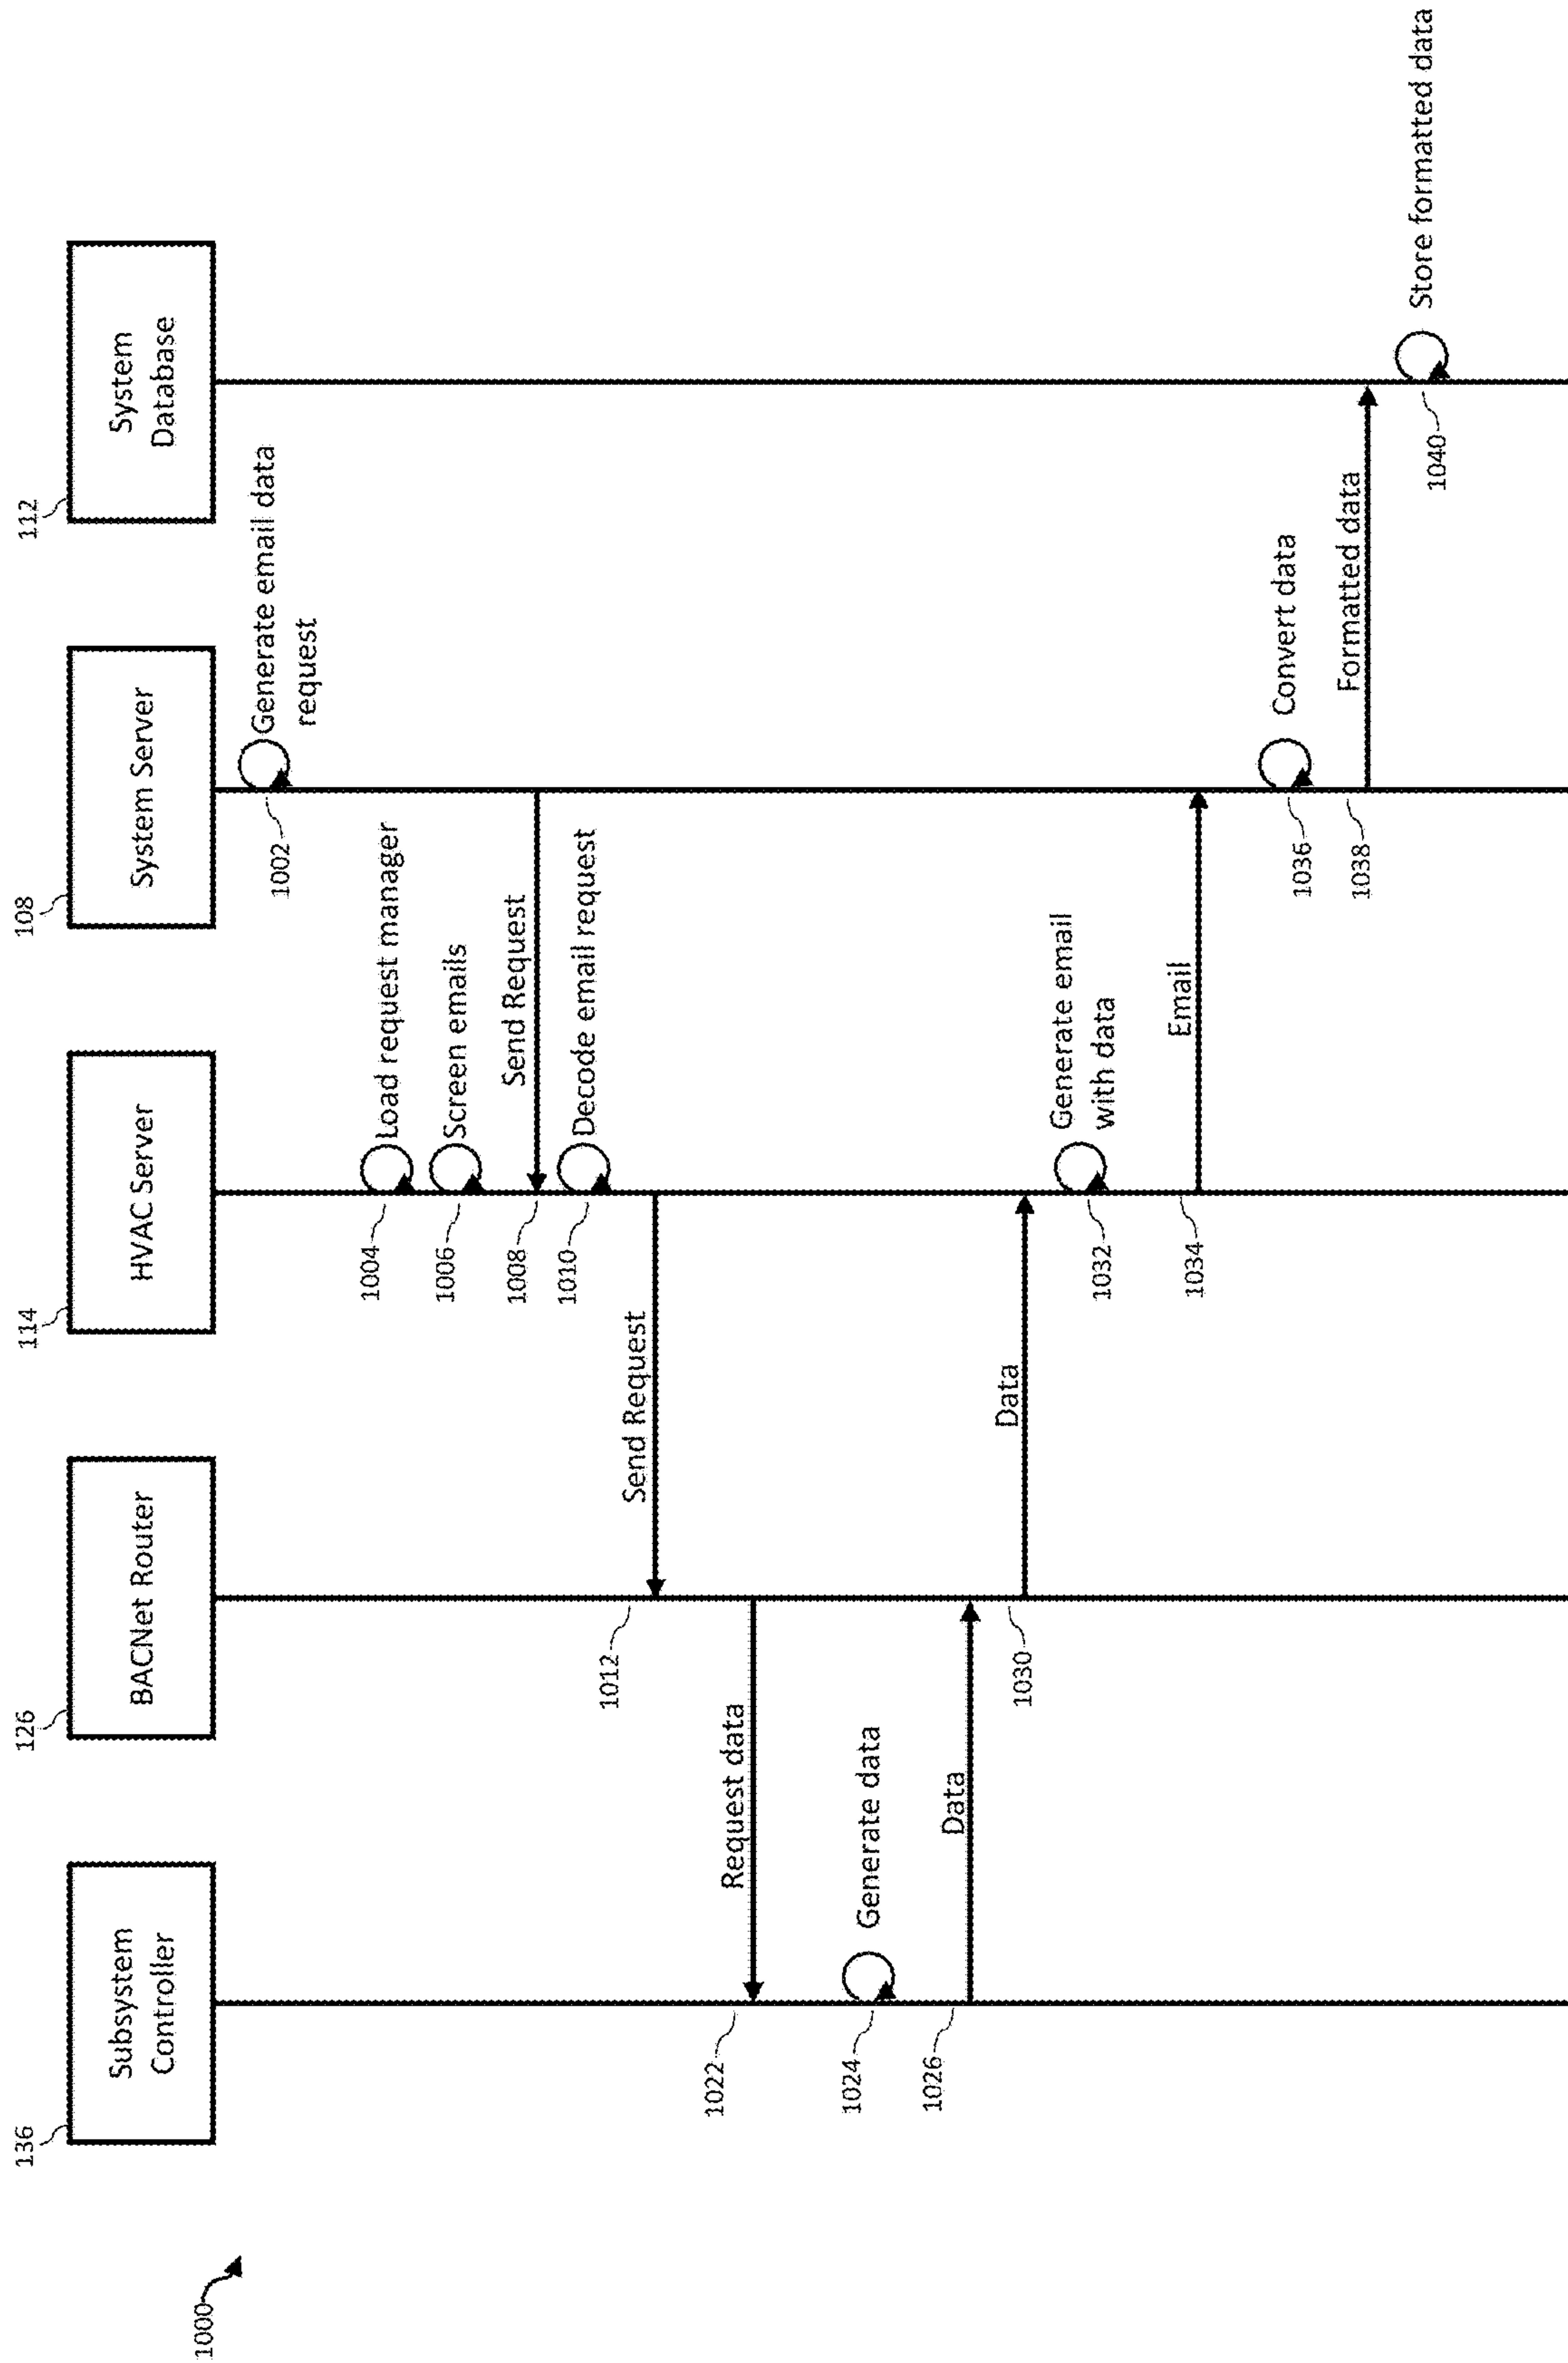 1000
136
Subsystem
Controller
126
BACNet Router
114
HVAC Server
108
System Server
112
System
Database
1002
Generate email data
request
1004
Load request manager
1006
Screen emails
1008
Send Request
1010
Decode email request
1012
Send Request
1022
Request data
1024
Generate data
1026
Data
1030
Data
1032
Generate email
with data
1034
Email
1036
Convert data
1038
Formatted data
1040
Store formatted data